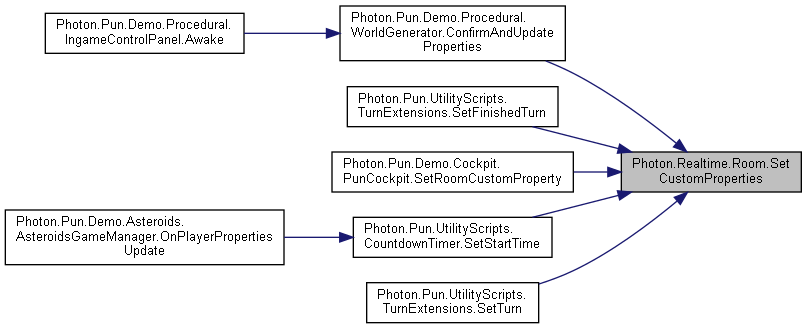 Photon.Pun.Demo.Procedural.
IngameControlPanel.Awake
Photon.Pun.Demo.Procedural.
WorldGenerator.ConfirmAndUpdate
Properties
Photon.Pun.UtilityScripts.
TurnExtensions.SetFinishedTurn
Photon.Pun.Demo.Cockpit.
PunCockpit.SetRoomCustomProperty
Photon.Realtime.Room.Set
CustomProperties
Photon.Pun.Demo.Asteroids.
AsteroidsGameManager.OnPlayerProperties
Update
Photon.Pun.UtilityScripts.
CountdownTimer.SetStartTime
Photon.Pun.UtilityScripts.
TurnExtensions.SetTurn